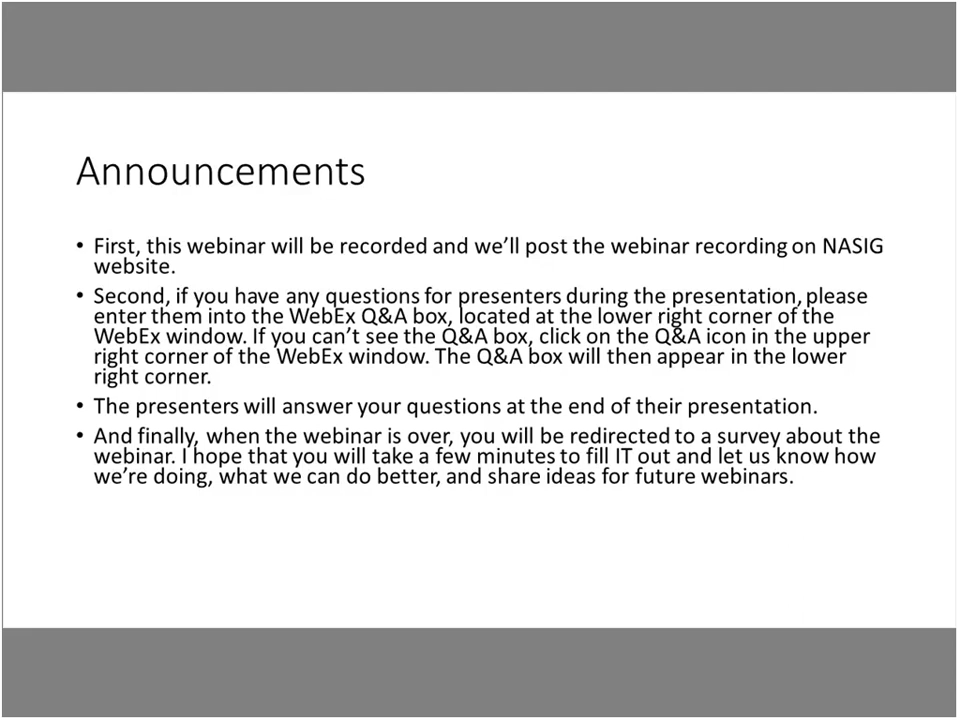 Announcements
• First, this webinar will be recorded and we’ll post the webinar recording on NASIG
website.
• Second, if you have any questions for presenters during the presentation, please
enter them into the WebEx Q&A box, located at the lower right corner of the
WebEx window. If you can’t see the Q&A box, click on the Q&A icon in the upper
right corner of the WebEx window. The Q&A box will then appear in the lower
right corner.
• The presenters will answer your questions at the end of their presentation.
• And finally, when the webinar is over, you will be redirected to a survey about the
webinar. I hope that you will take a few minutes to fill IT out and let us know how
we’re doing, what we can do better, and share ideas for future webinars.